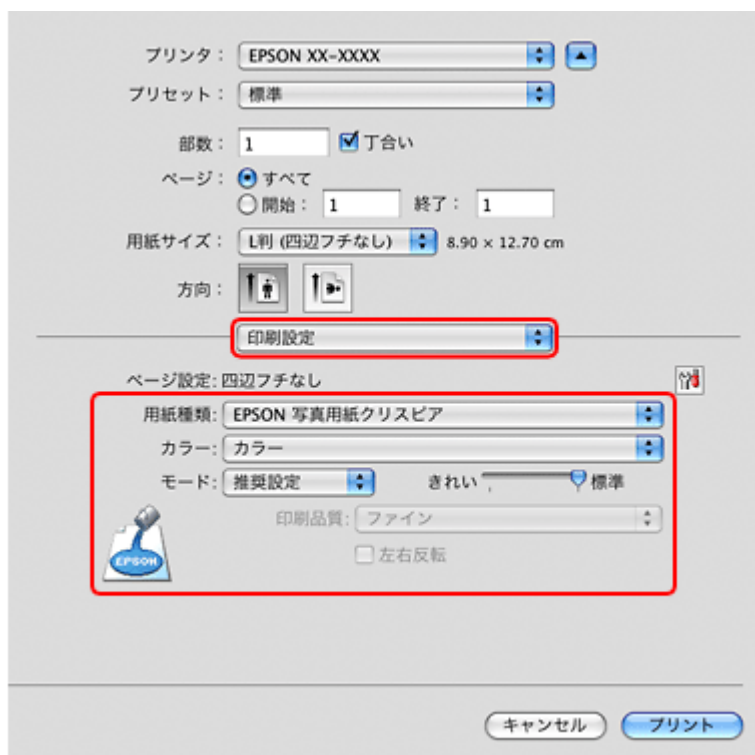 プリンタ： EPSON XX-XXXX
プリセット： 標準
部数： 1 丁合い
ページ： すべて
開始： 1 終了： 1
用紙サイズ： L判 (四辺フチなし) 8.90 × 12.70 cm
方向：
印刷設定
ページ設定: 四辺フチなし
用紙種類: EPSON 写真用紙クリスピア
カラー: カラー
モード: 推奨設定 きれい 標準
印刷品質: ファイン
EPSON 左右反転
キャンセル プリント